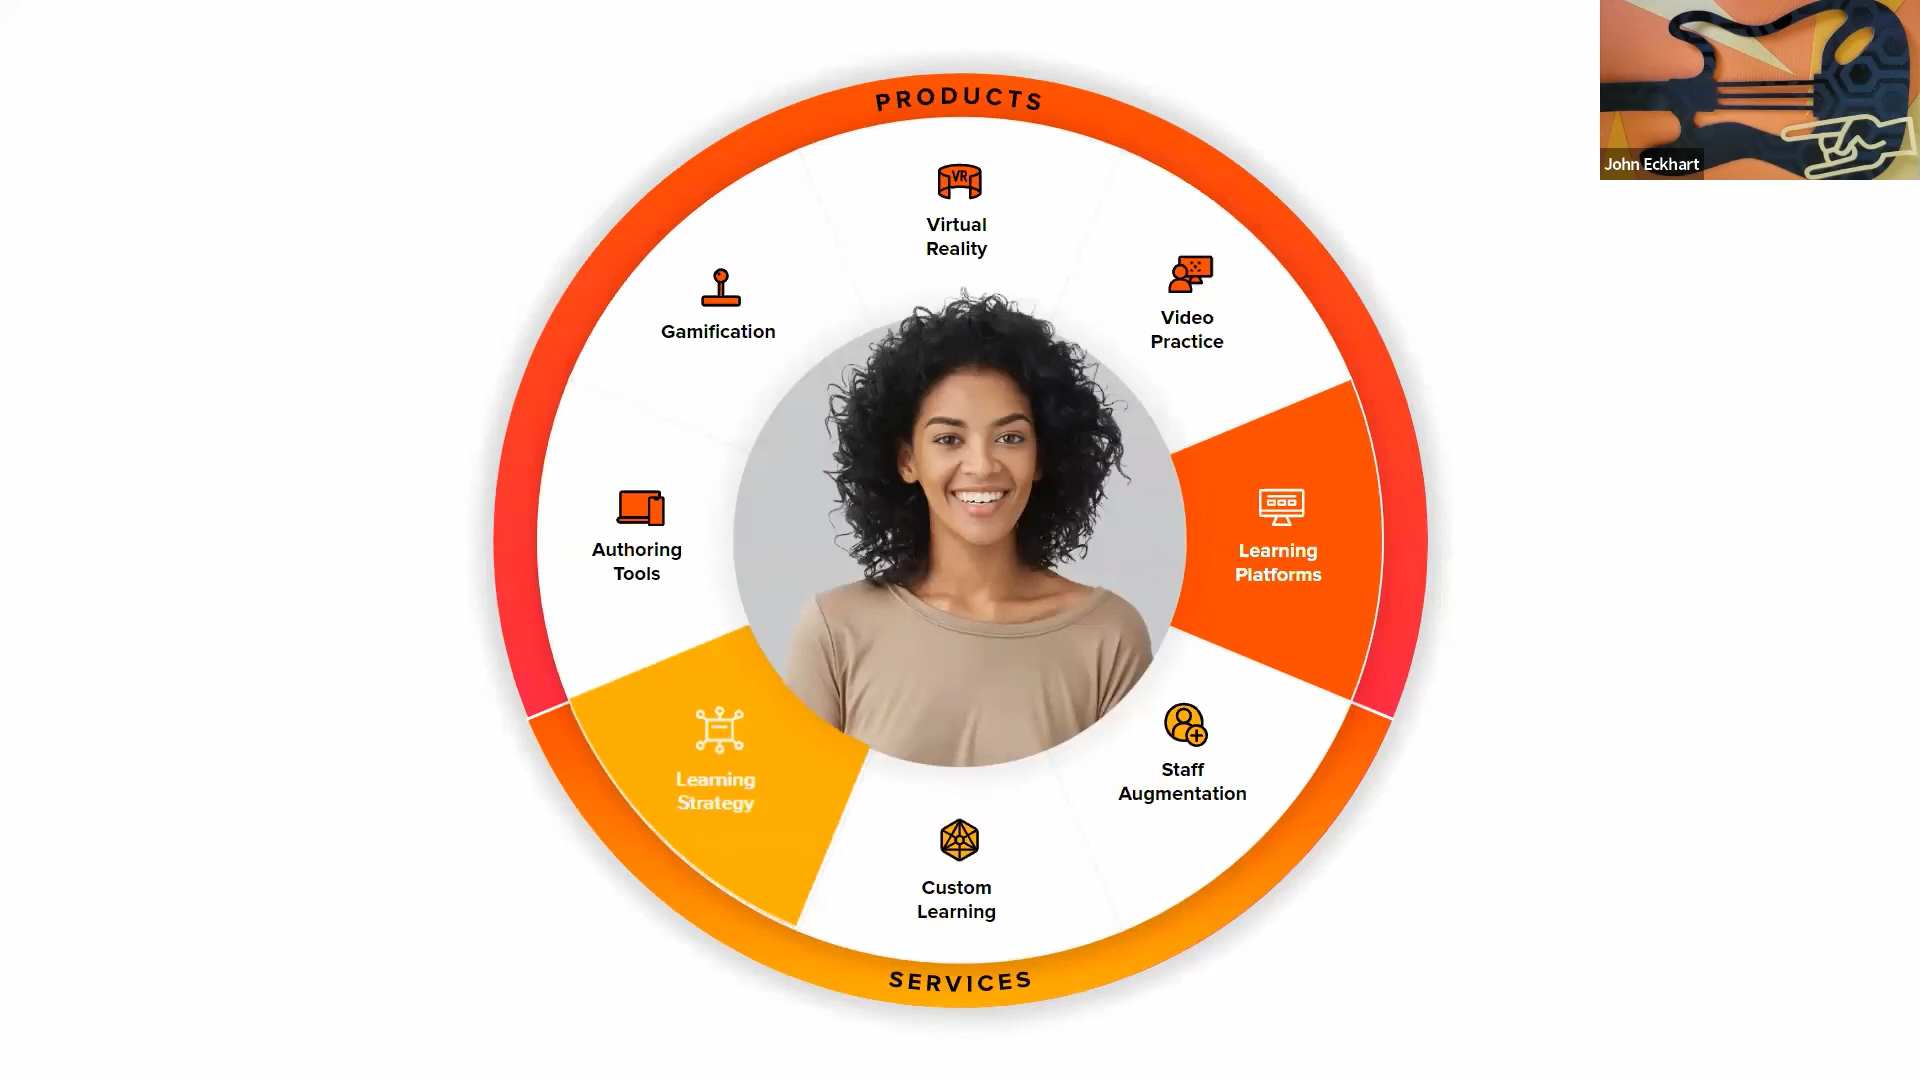 PRODUCTS
VR
Virtual
Reality
Gamification
Video
Practice
Authoring
Tools
Learning
Platforms
Learning
Strategy
Staff
Augmentation
Custom
Learning
SERVICES
John Eckhart